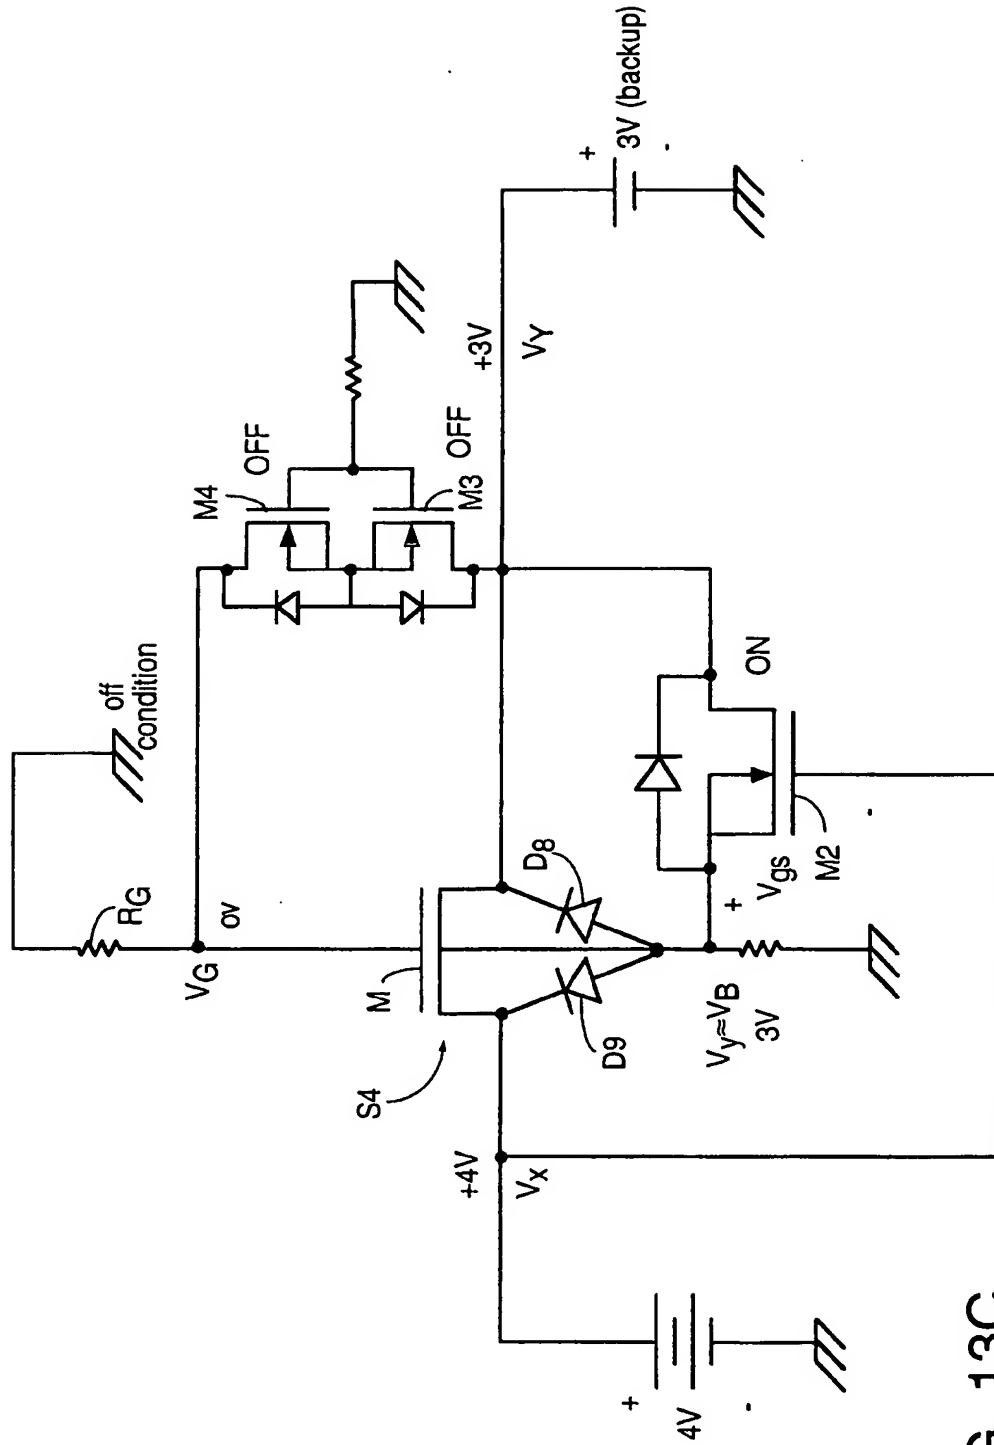 off
condition
RG
VG
0V
M4
OFF
M3
OFF
+3V
VY
+
3V (backup)
M
S4
D8
D9
+4V
VX
Vy≈VB
3V
+
Vgs
M2
ON
+
4V
-
13C